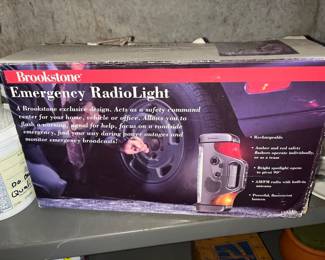 Brookstone
Emergency RadioLight
A Brookstone exclusive design. Acts as a safety command
center for your home, vehicle or office. Allows you to
flash a warning, signal for help, focus on a roadside
emergency, find your way during power outages and
monitor emergency broadcasts!
• Rechargeable
• Amber and red safety
flashers operate individually
or as a team
• Bright spotlight opens
to pivot 90°
• AM/FM radio with built-in
antenna
• Powerful, fluorescent
lantern